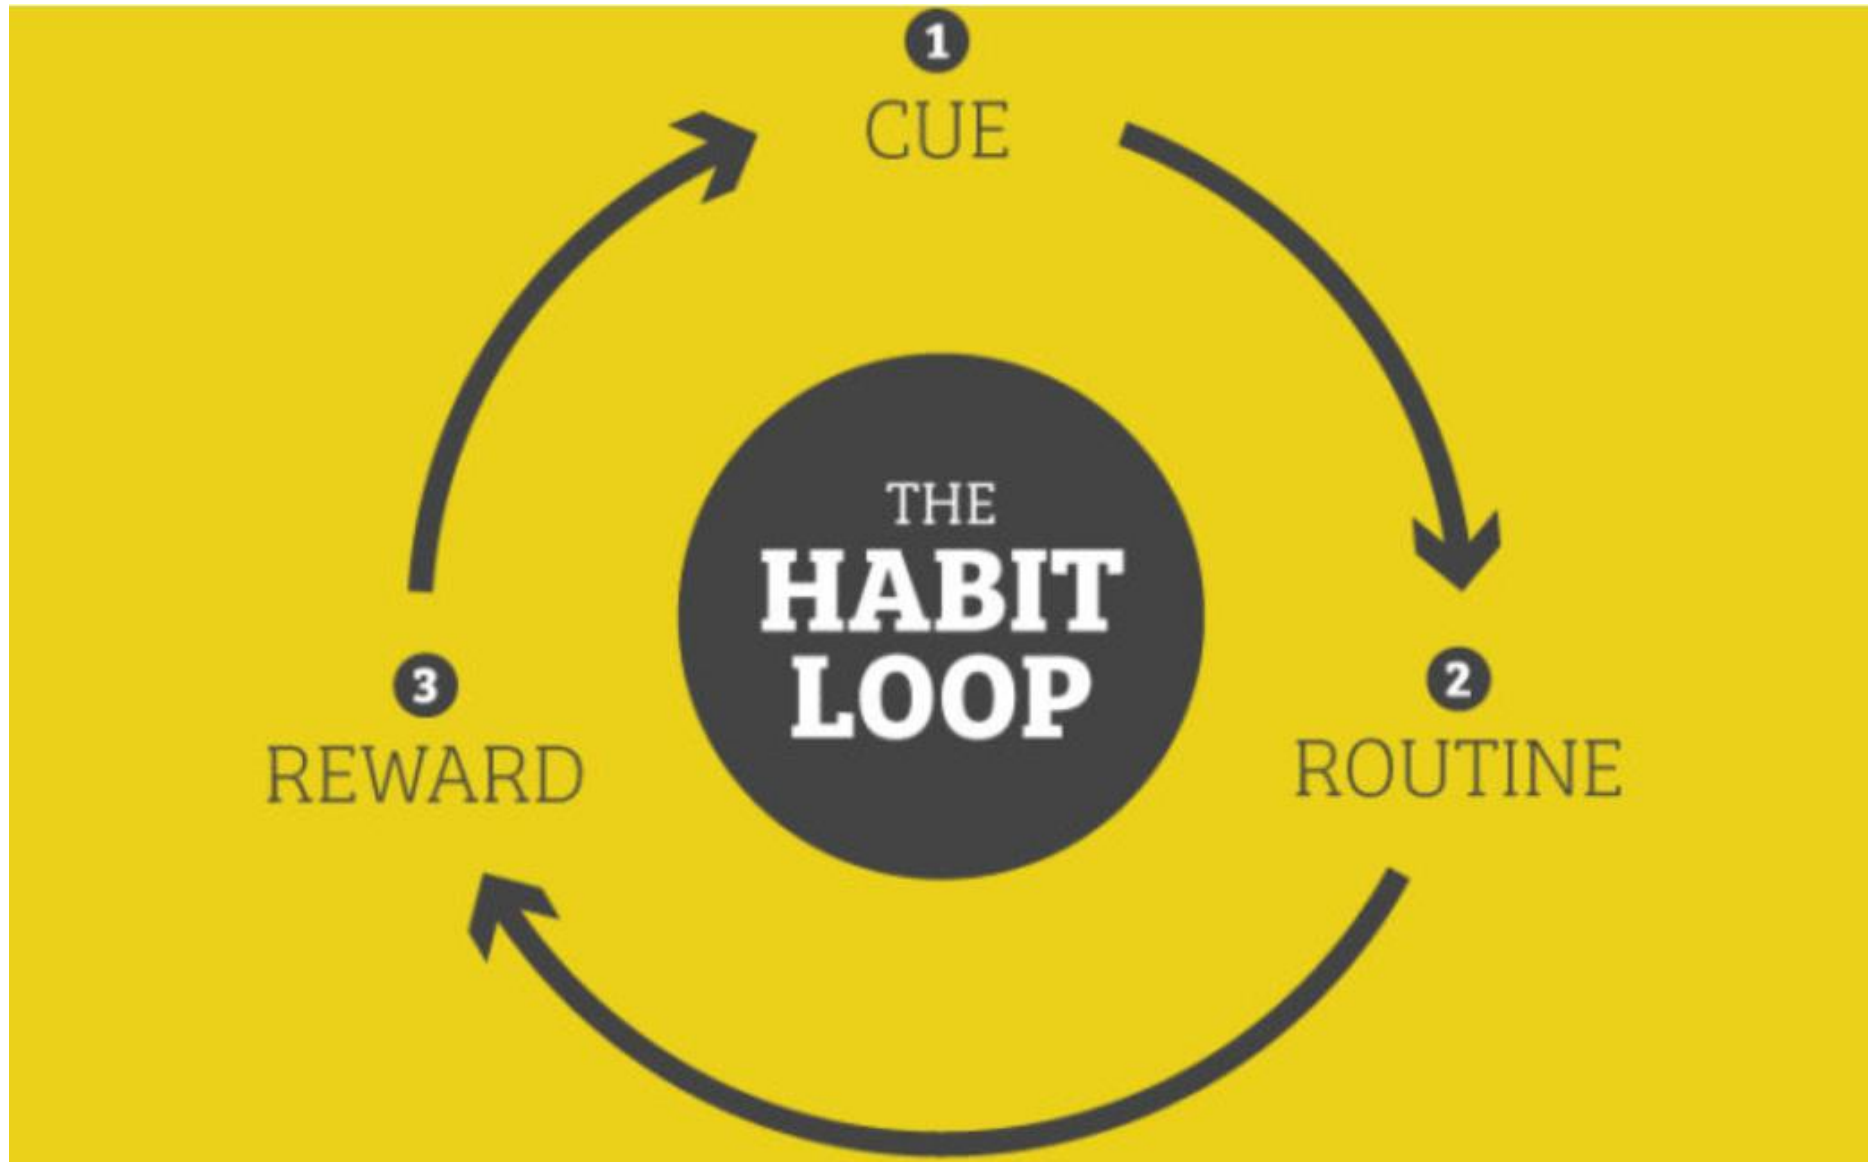 1
CUE
THE
HABIT
LOOP
3
REWARD
2
ROUTINE